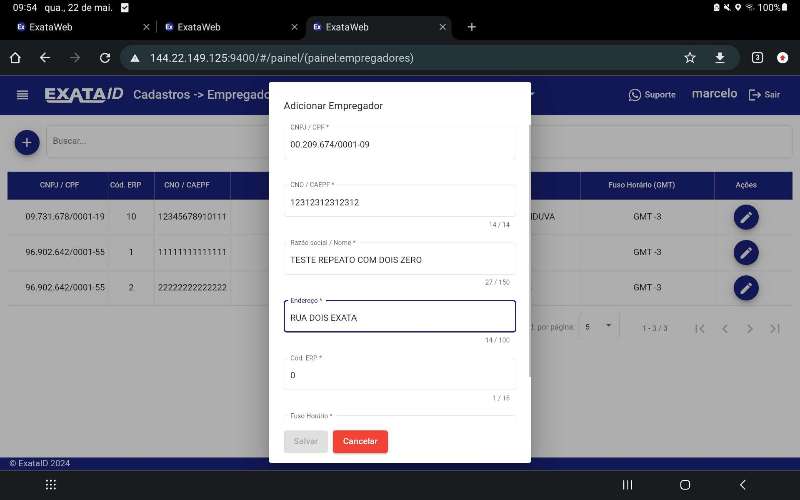 09:54 qua., 22 de mai. 100%
ExataWeb
ExataWeb
ExataWeb
3
144.22.149.125:9400/#/painel/(painel:empregadores)
EXATAID Cadastros -> Empregado
Suporte marcelo Sair
Buscar...
CNPJ / CPF Cód. ERP CNO / CAEPF Fuso Horário (GMT) Ações
09.731.678/0001-19 10 12345678910111 NDUVA GMT -3
96.902.642/0001-55 1 11111111111111 GMT -3
96.902.642/0001-55 2 22222222222222 GMT -3
por página: 5 1 - 3 / 3
Adicionar Empregador
CNPJ / CPF *
00.209.674/0001-09
CNO / CAEPF *
12312312312312
14 / 14
Razão social / Nome *
TESTE REPEATO COM DOIS ZERO
27 / 150
Endereço *
RUA DOIS EXATA
14 / 100
Cód. ERP *
0
1 / 16
Fuso Horário *
Salvar Cancelar
© ExataID 2024